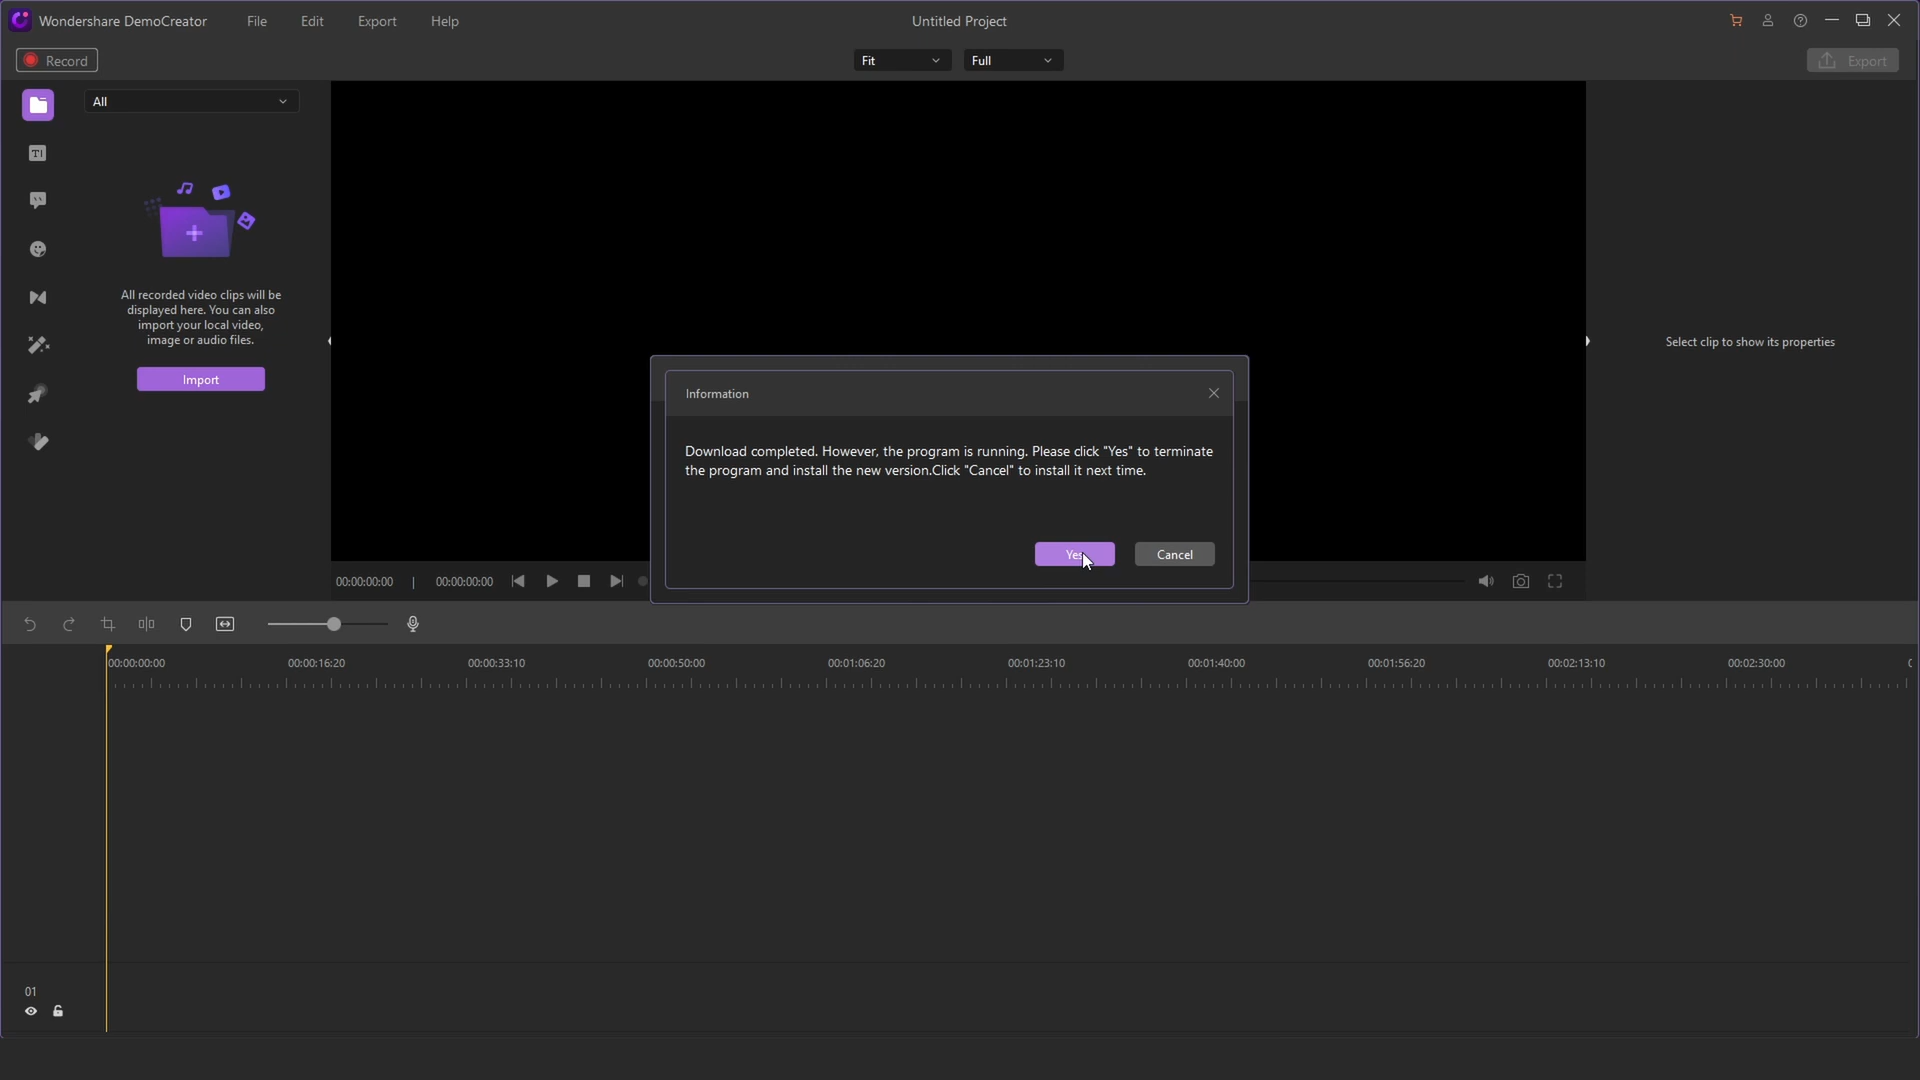 Wondershare DemoCreator
File
Edit
Export
Help
Untitled Project
Record
Fit
Full
Export
All
All recorded video clips will be
displayed here. You can also
import your local video,
image or audio files.
Import
Select clip to show its properties
Information
Download completed. However, the program is running. Please click "Yes" to terminate
the program and install the new version.Click "Cancel" to install it next time.
Yes
Cancel
00:00:00:00 | 00:00:00:00
00:00:00:00
00:00:16:20
00:00:33:10
00:00:50:00
00:01:06:20
00:01:23:10
00:01:40:00
00:01:56:20
00:02:13:10
00:02:30:00
01